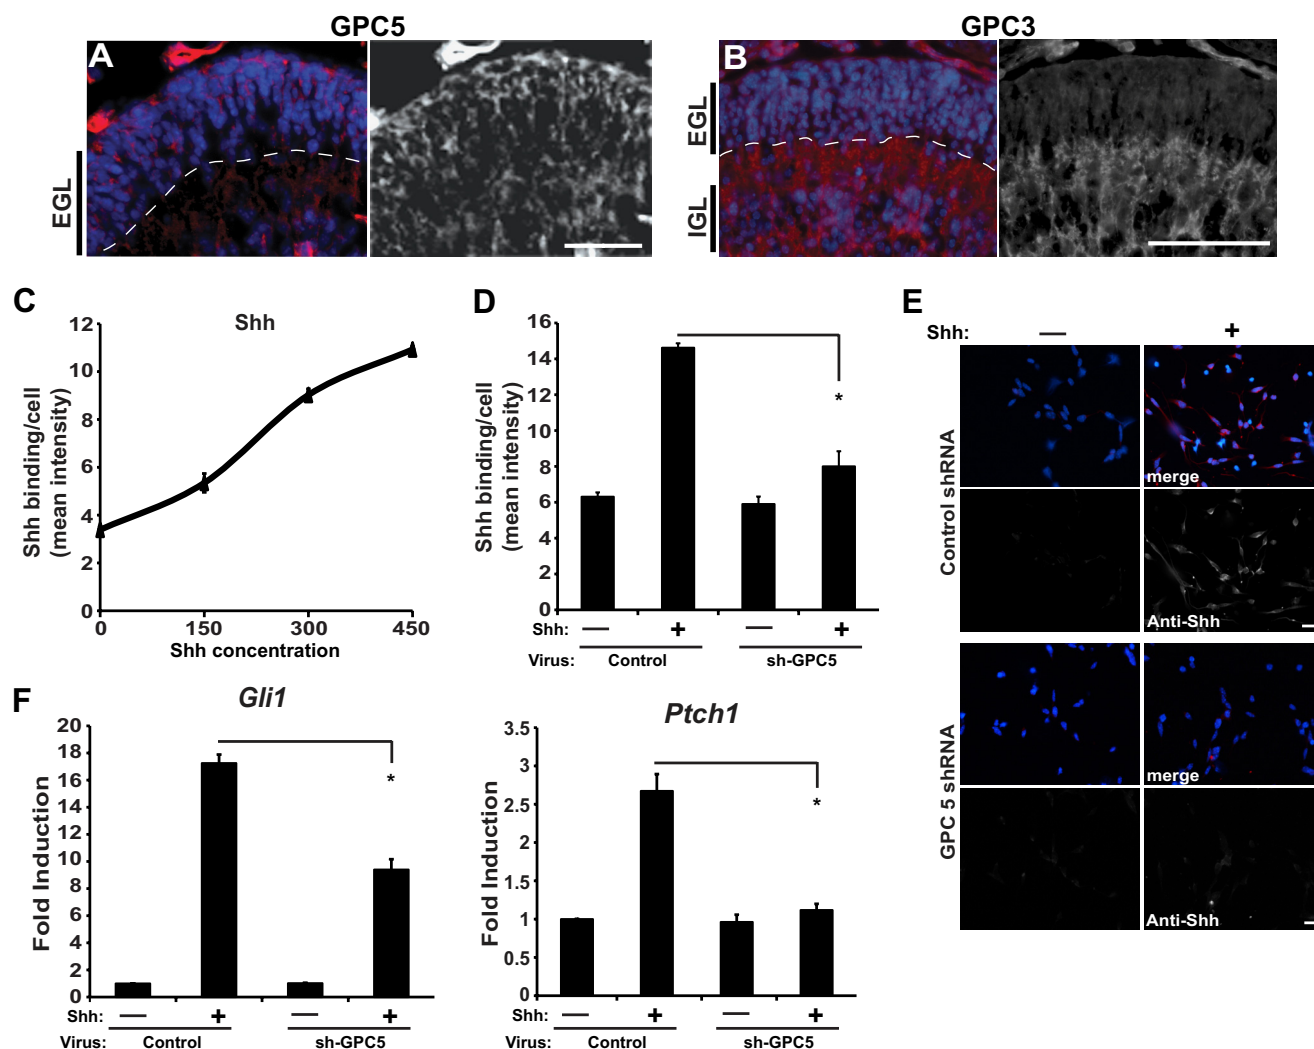 GPC5
GPC3
A
B
EGL
EGL
IGL
C
Shh
Shh binding/cell
(mean intensity)
12
10
8
6
4
2
0
0 150 300 450
Shh concentration
D
Shh binding/cell
(mean intensity)
16
14
12
10
8
6
4
2
0
*
Shh: — + — +
Virus: Control sh-GPC5
E
Shh: — +
Control shRNA
merge
Anti-Shh
GPC 5 shRNA
merge
Anti-Shh
F
Gli1
Fold Induction
20
18
16
14
12
10
8
6
4
2
0
*
Shh: — + — +
Virus: Control sh-GPC5
Ptch1
Fold Induction
3.5
3
2.5
2
1.5
1
0.5
0
*
Shh: — + — +
Virus: Control sh-GPC5